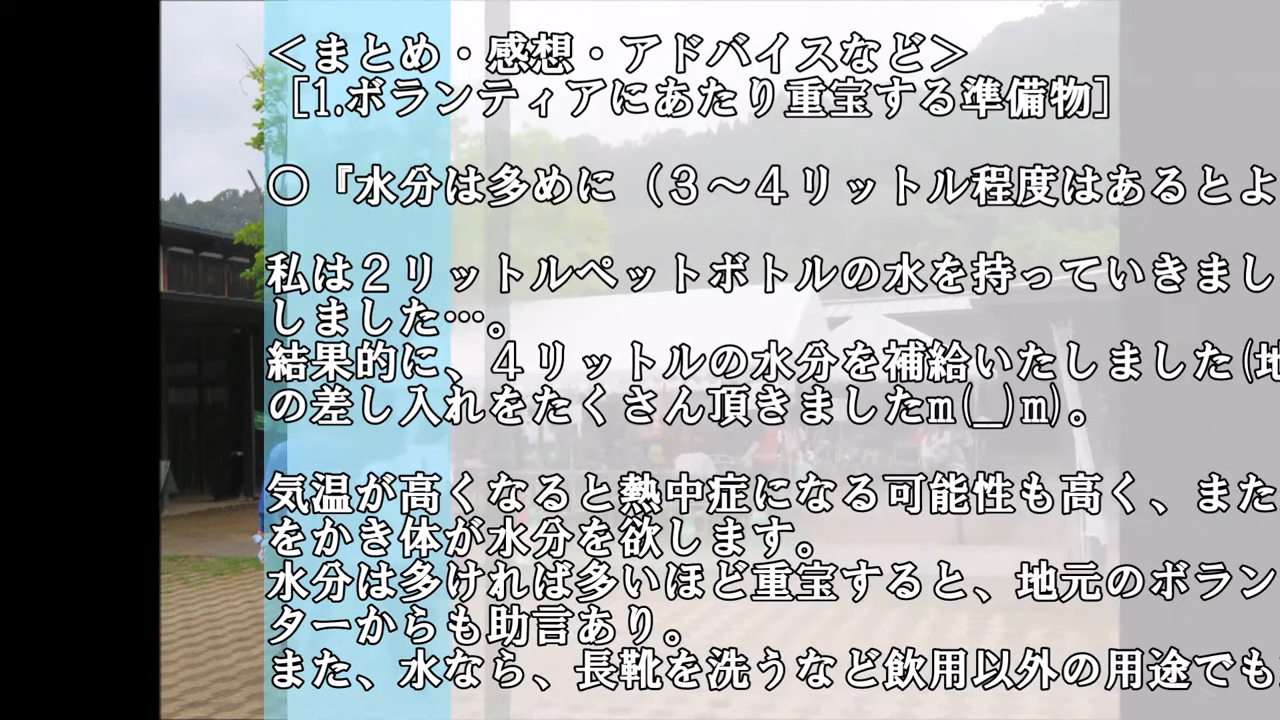 ＜まとめ・感想・アドバイスなど＞
［1.ボランティアにあたり重宝する準備物］
○『水分は多めに（３～４リットル程度はあるとよ
私は２リットルペットボトルの水を持っていきまし
しました…。
結果的に、４リットルの水分を補給いたしました(地
の差し入れをたくさん頂きましたm(_)m)。
気温が高くなると熱中症になる可能性も高く、また
をかき体が水分を欲します。
水分は多ければ多いほど重宝すると、地元のボラン
ターからも助言あり。
また、水なら、長靴を洗うなど飲用以外の用途でも